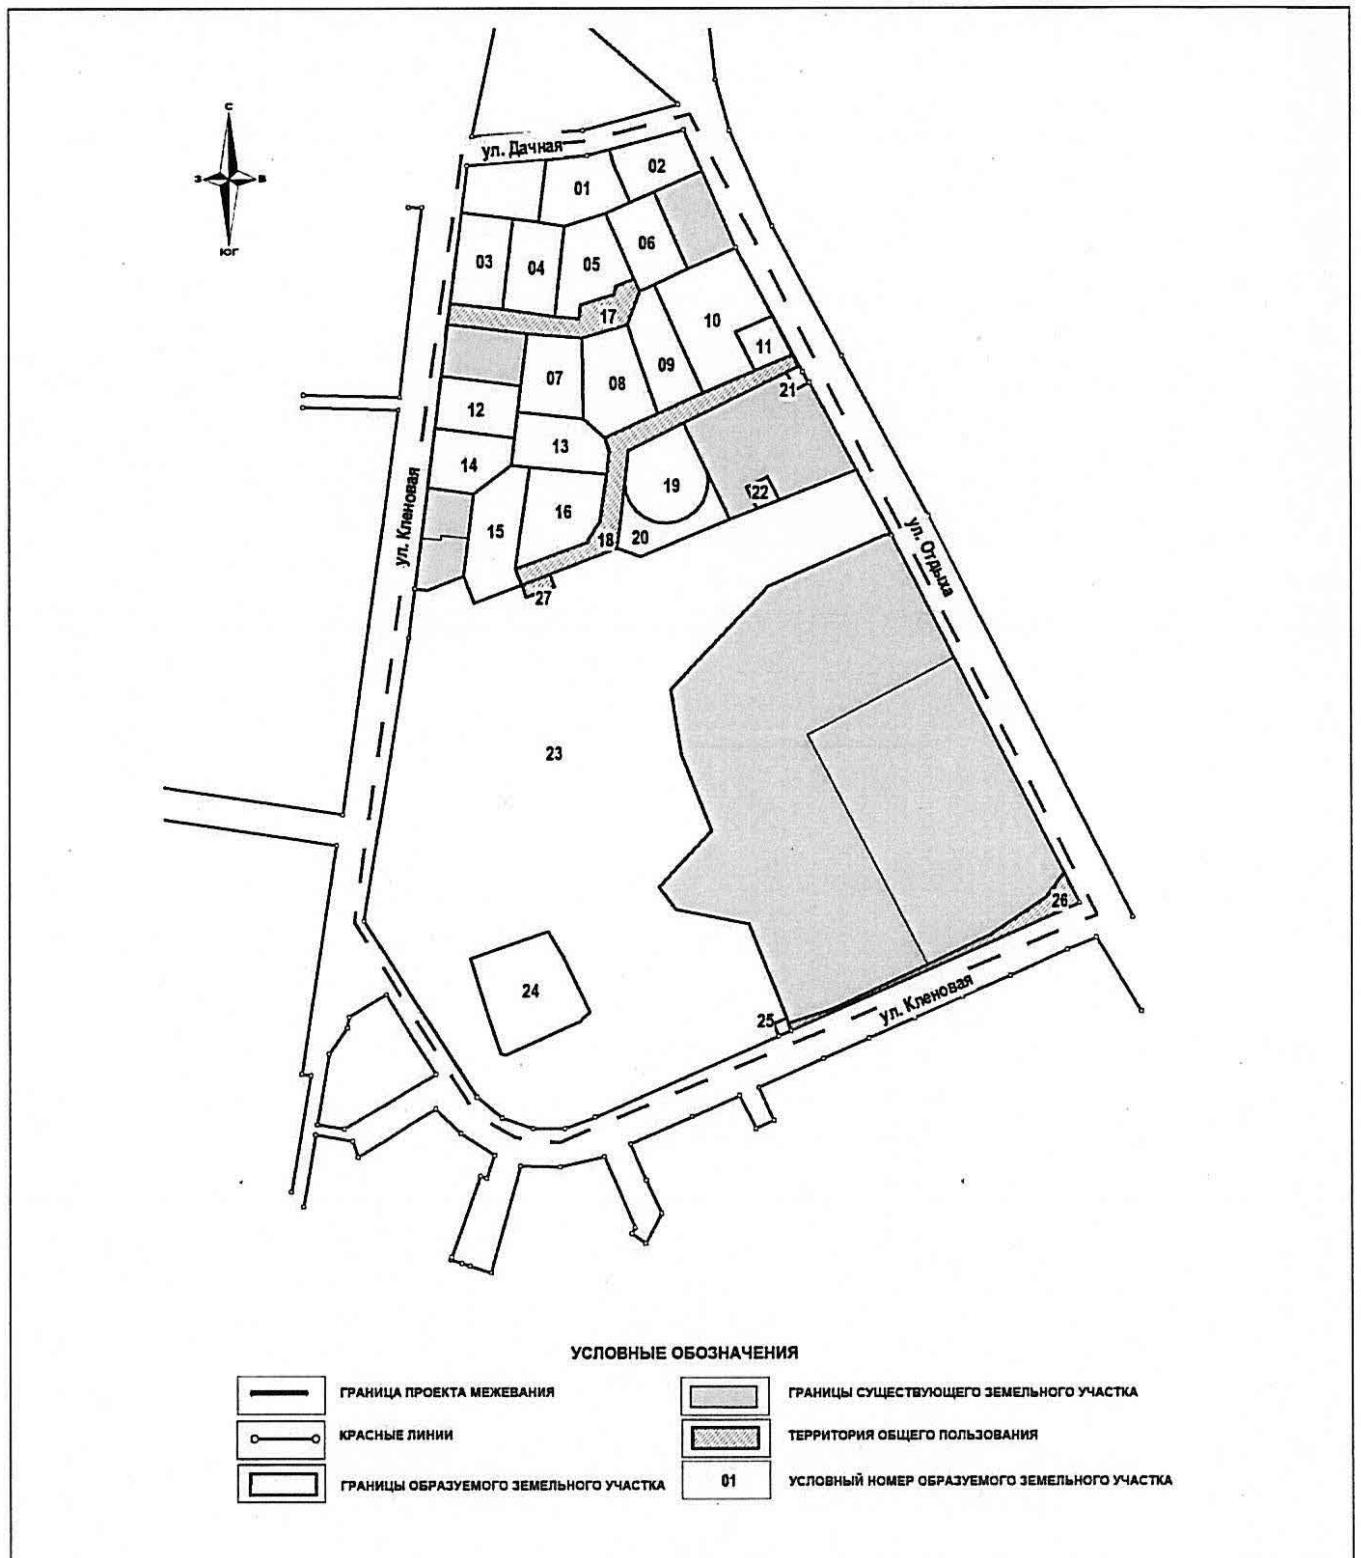 С
З
В
ЮГ
ул. Дачная
02
01
06
03
04
05
17
10
11
09
07
08
21
12
13
14
19
22
16
15
18
20
27
ул. Кленовая
ул. Отдыха
23
26
24
25
ул. Кленовая
УСЛОВНЫЕ ОБОЗНАЧЕНИЯ
ГРАНИЦА ПРОЕКТА МЕЖЕВАНИЯ
КРАСНЫЕ ЛИНИИ
ГРАНИЦЫ ОБРАЗУЕМОГО ЗЕМЕЛЬНОГО УЧАСТКА
ГРАНИЦЫ СУЩЕСТВУЮЩЕГО ЗЕМЕЛЬНОГО УЧАСТКА
ТЕРРИТОРИЯ ОБЩЕГО ПОЛЬЗОВАНИЯ
01
УСЛОВНЫЙ НОМЕР ОБРАЗУЕМОГО ЗЕМЕЛЬНОГО УЧАСТКА